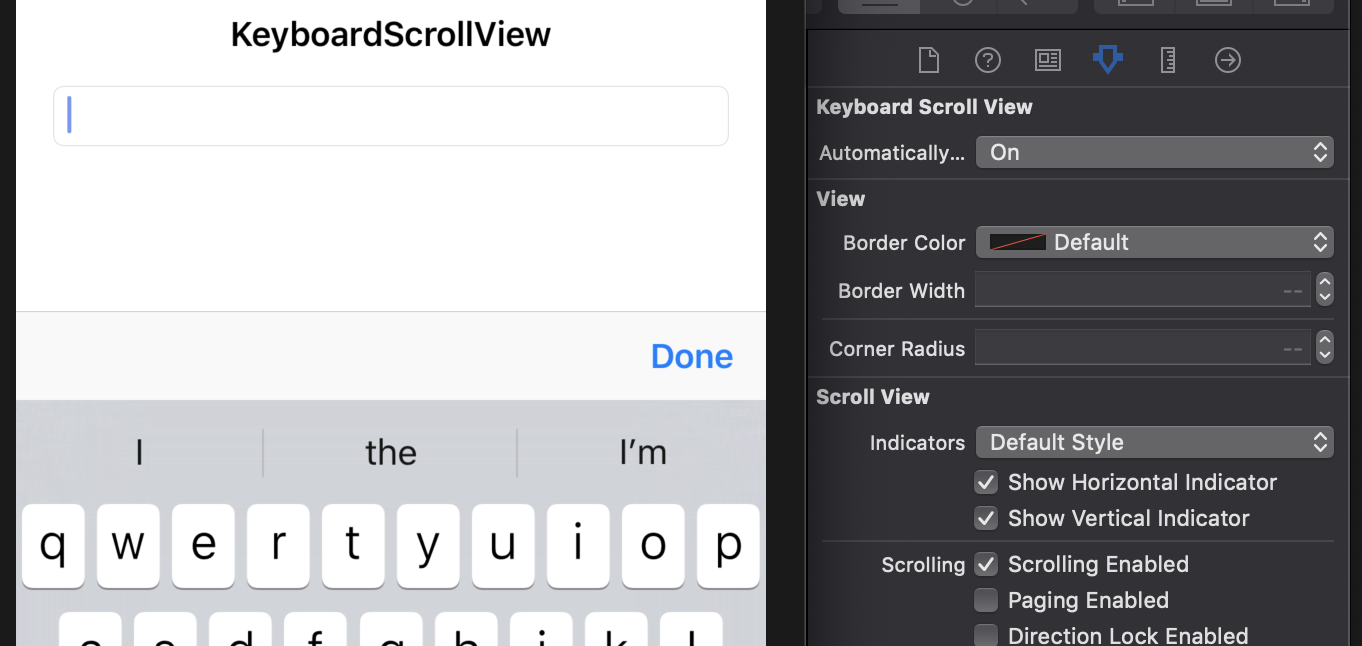 KeyboardScrollView
Done
I the I’m
q w e r t y u i o p
Keyboard Scroll View
Automatically... On
View
Border Color Default
Border Width --
Corner Radius --
Scroll View
Indicators Default Style
Show Horizontal Indicator
Show Vertical Indicator
Scrolling Scrolling Enabled
Paging Enabled
Direction Lock Enabled